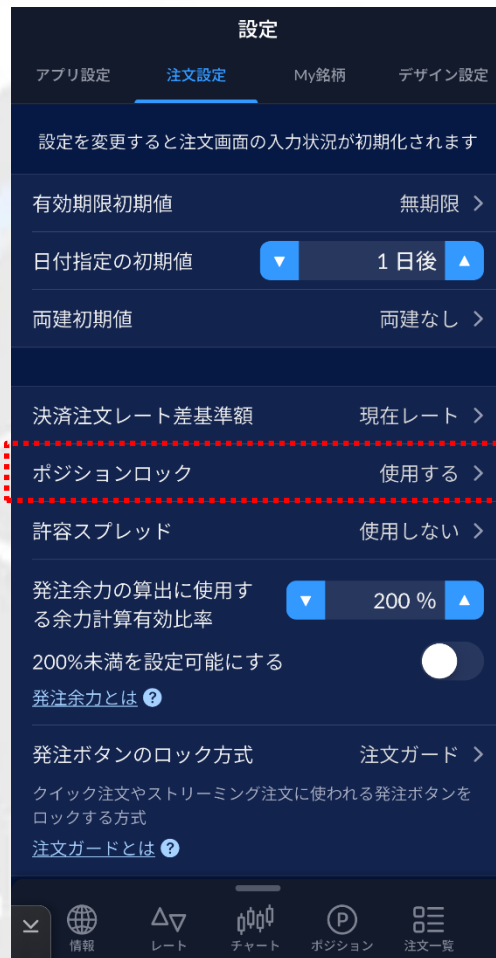 設定
アプリ設定 注文設定 My銘柄 デザイン設定
設定を変更すると注文画面の入力状況が初期化されます
有効期限初期値 無期限
日付指定の初期値 1 日後
両建初期値 両建なし
決済注文レート差基準額 現在レート
ポジションロック 使用する
許容スプレッド 使用しない
発注余力の算出に使用す
る余力計算有効比率 200 %
200%未満を設定可能にする
発注余力とは ?
発注ボタンのロック方式 注文ガード
クイック注文やストリーミング注文に使われる発注ボタンを
ロックする方式
注文ガードとは ?
情報 レート チャート P ポジション 注文一覧